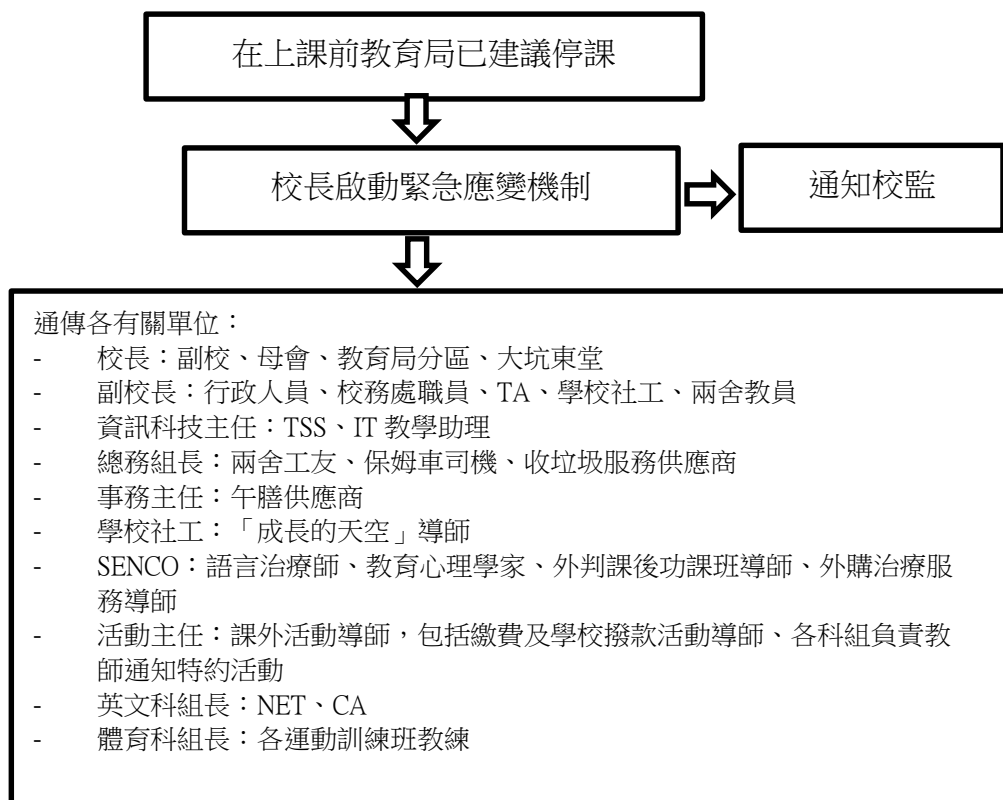 在上課前教育局已建議停課
校長啟動緊急應變機制
通知校監
通傳各有關單位：
- 校長：副校、母會、教育局分區、大坑東堂
- 副校長：行政人員、校務處職員、TA、學校社工、兩舍教員
- 資訊科技主任：TSS、IT 教學助理
- 總務組長：兩舍工友、保姆車司機、收垃圾服務供應商
- 事務主任：午膳供應商
- 學校社工：「成長的天空」導師
- SENCO：語言治療師、教育心理學家、外判課後功課班導師、外購治療服
務導師
- 活動主任：課外活動導師，包括繳費及學校撥款活動導師、各科組負責教
師通知特約活動
- 英文科組長：NET、CA
- 體育科組長：各運動訓練班教練